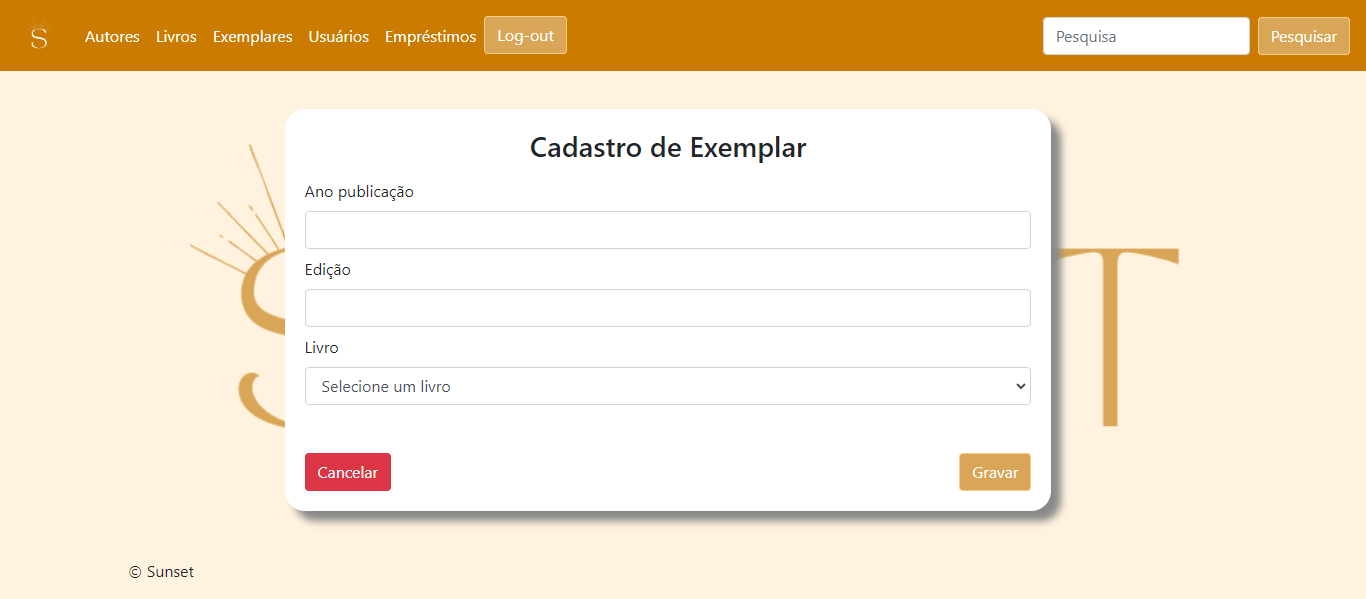 S Autores Livros Exemplares Usuários Empréstimos Log-out Pesquisa Pesquisar
Cadastro de Exemplar
Ano publicação
Edição
Livro
Selecione um livro
Cancelar Gravar
S T
© Sunset